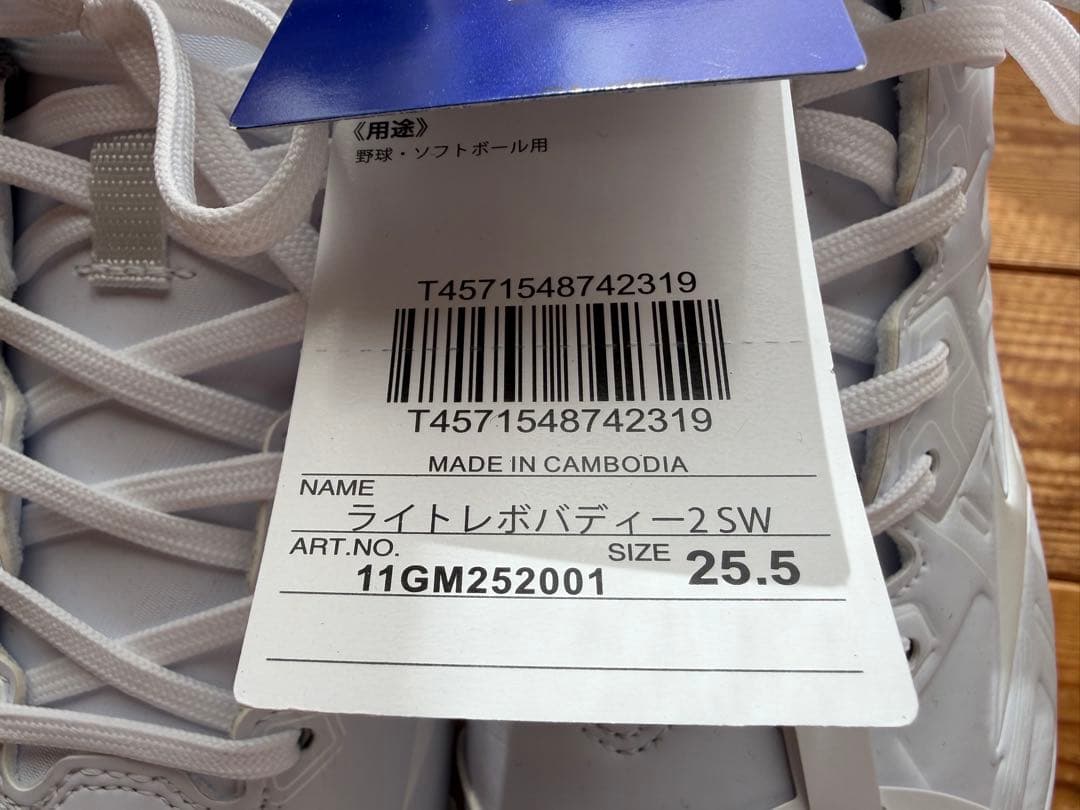 《用途》
野球・ソフトボール用
T4571548742319
T4571548742319
MADE IN CAMBODIA
NAME
ライトレボバディー2 SW
ART.NO.
11GM252001
SIZE
25.5